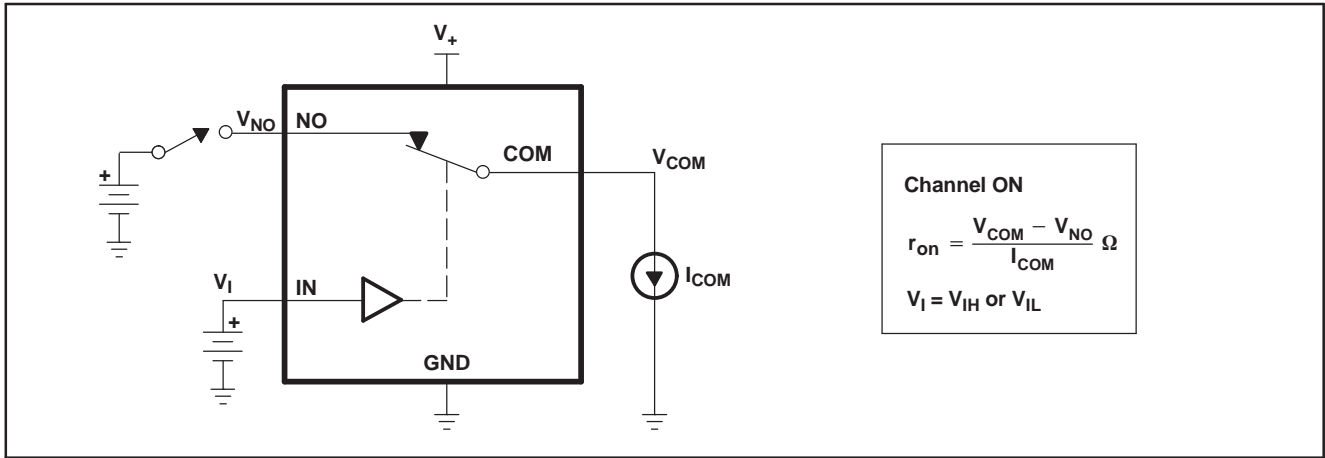 V+
VNO NO
COM
VCOM
+
VI IN
+
ICOM
GND
Channel ON
ron = VCOM − VNO / ICOM Ω
VI = VIH or VIL